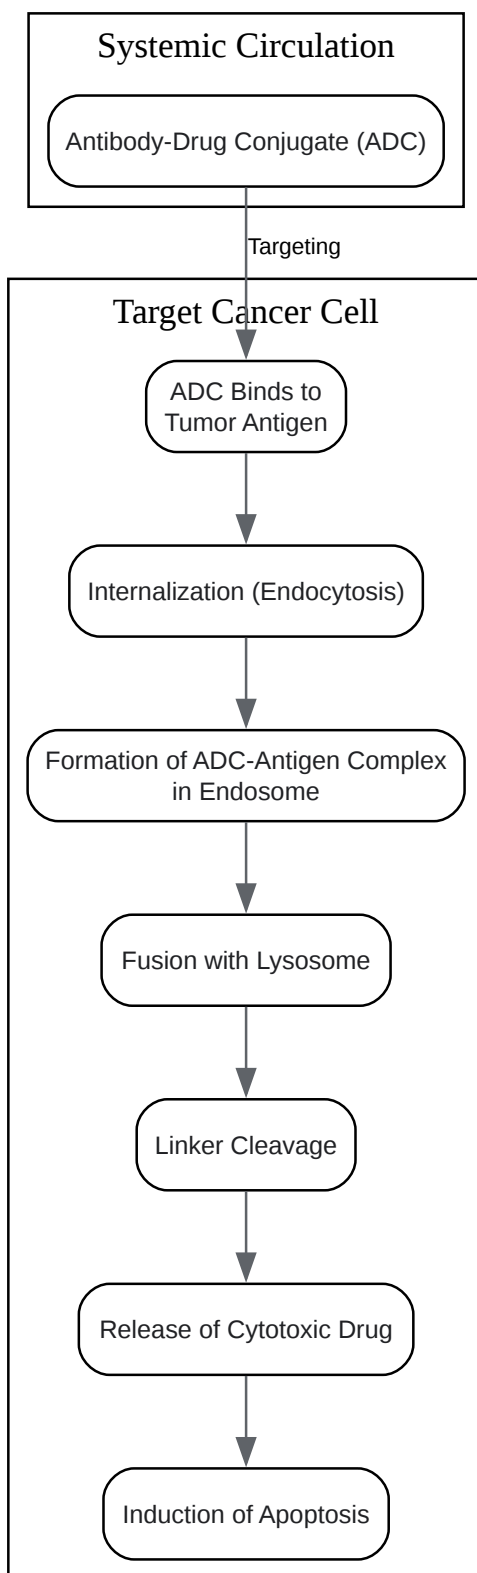 Systemic Circulation
Antibody-Drug Conjugate (ADC)
Targeting
Target Cancer Cell
ADC Binds to
Tumor Antigen
Internalization (Endocytosis)
Formation of ADC-Antigen Complex
in Endosome
Fusion with Lysosome
Linker Cleavage
Release of Cytotoxic Drug
Induction of Apoptosis